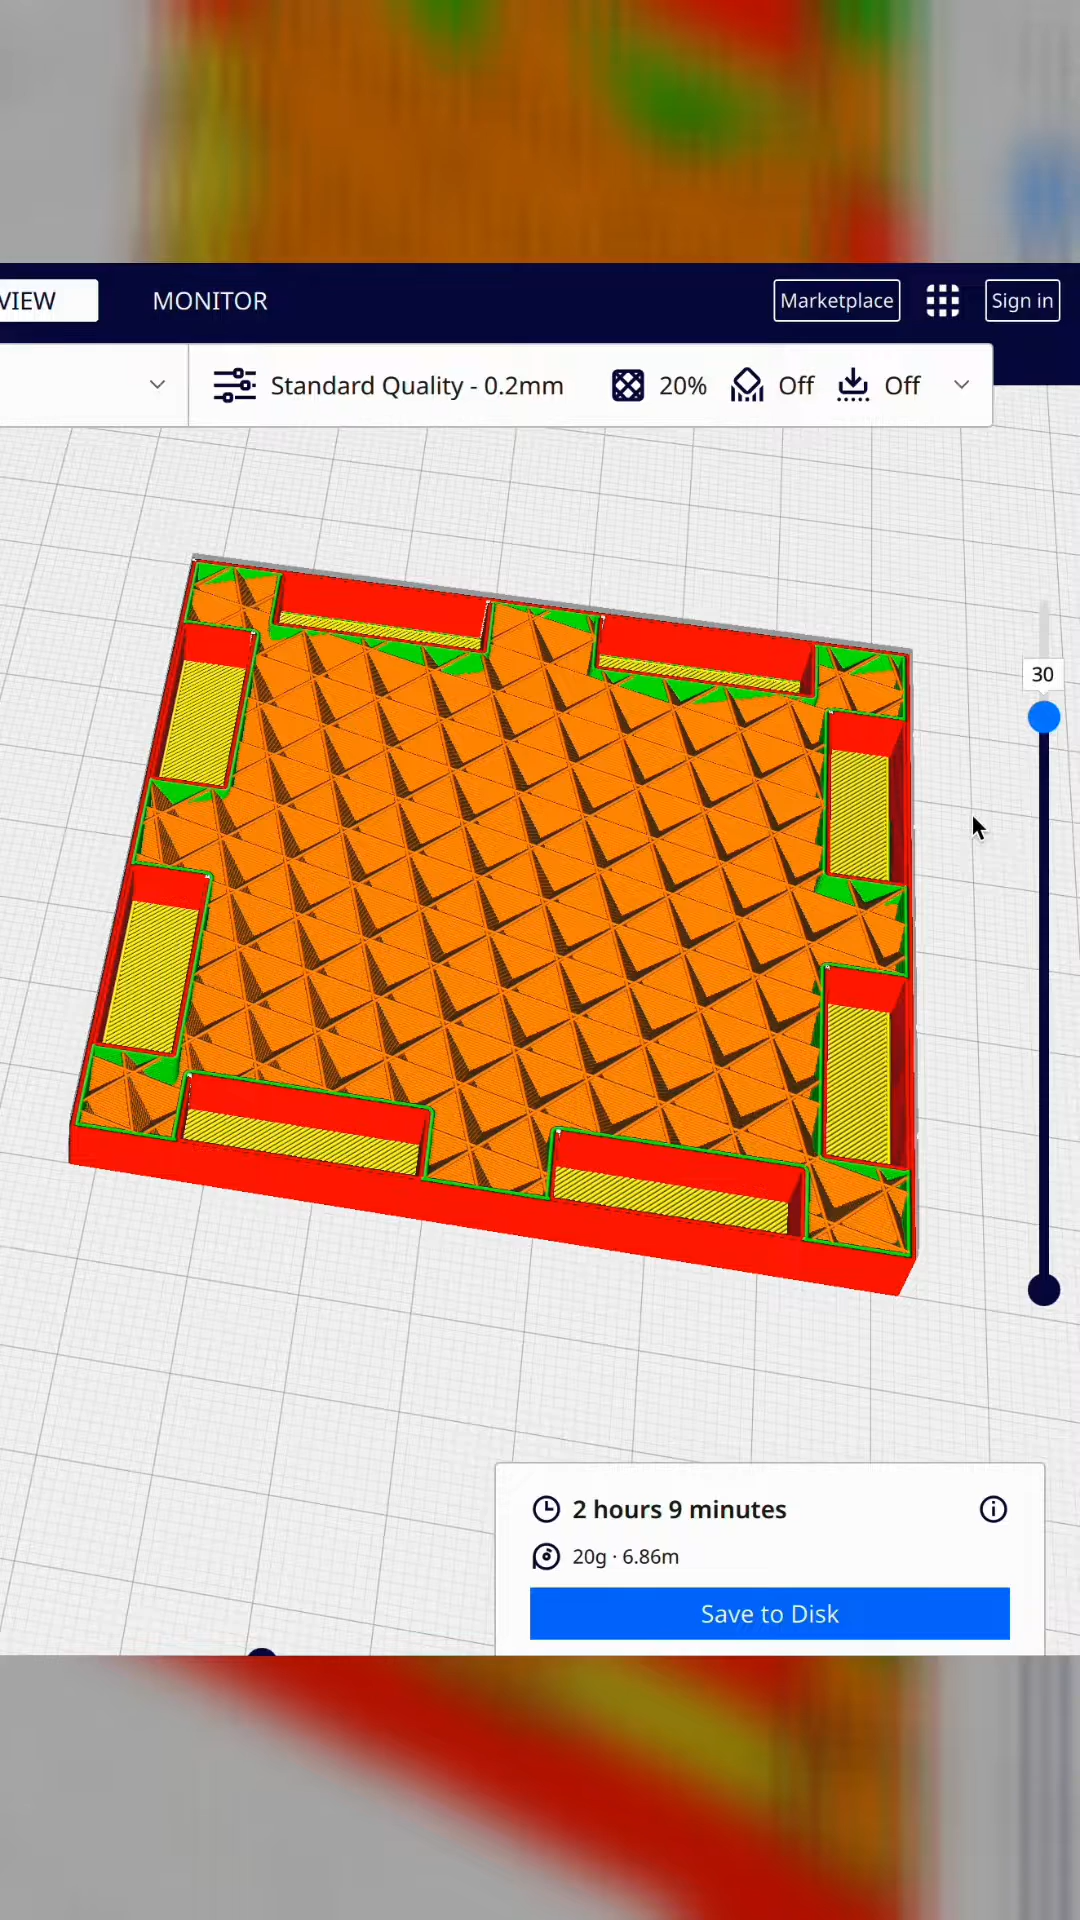 VIEW
MONITOR
Marketplace
Sign in
Standard Quality - 0.2mm
20%
Off
Off
30
2 hours 9 minutes
20g · 6.86m
Save to Disk